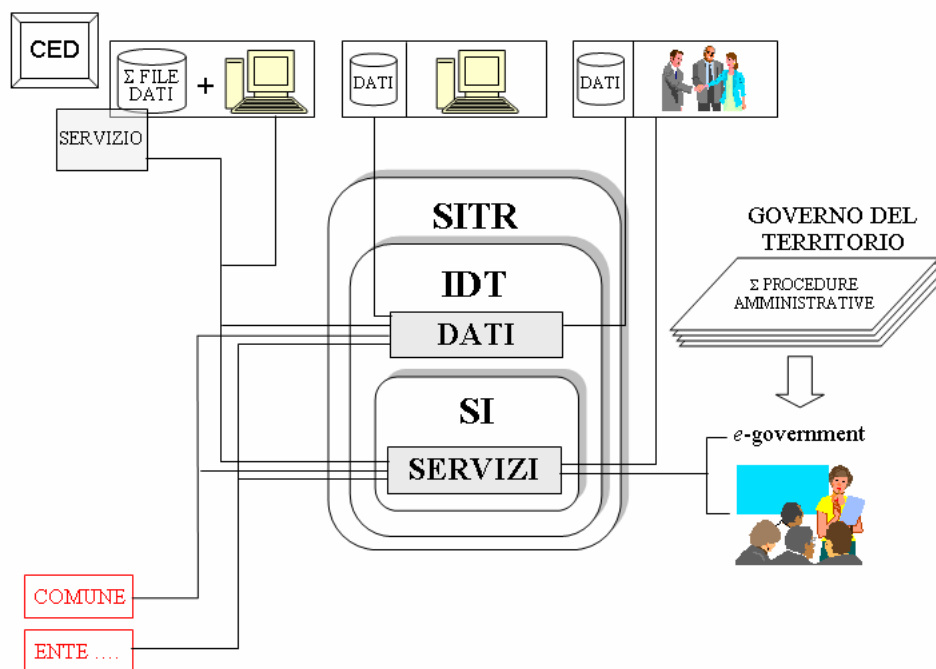 CED
Σ FILE
DATI
+
SERVIZIO
DATI
DATI
SITR
IDT
DATI
SI
SERVIZI
GOVERNO DEL
TERRITORIO
Σ PROCEDURE
AMMINISTRATIVE
e-government
COMUNE
ENTE ....